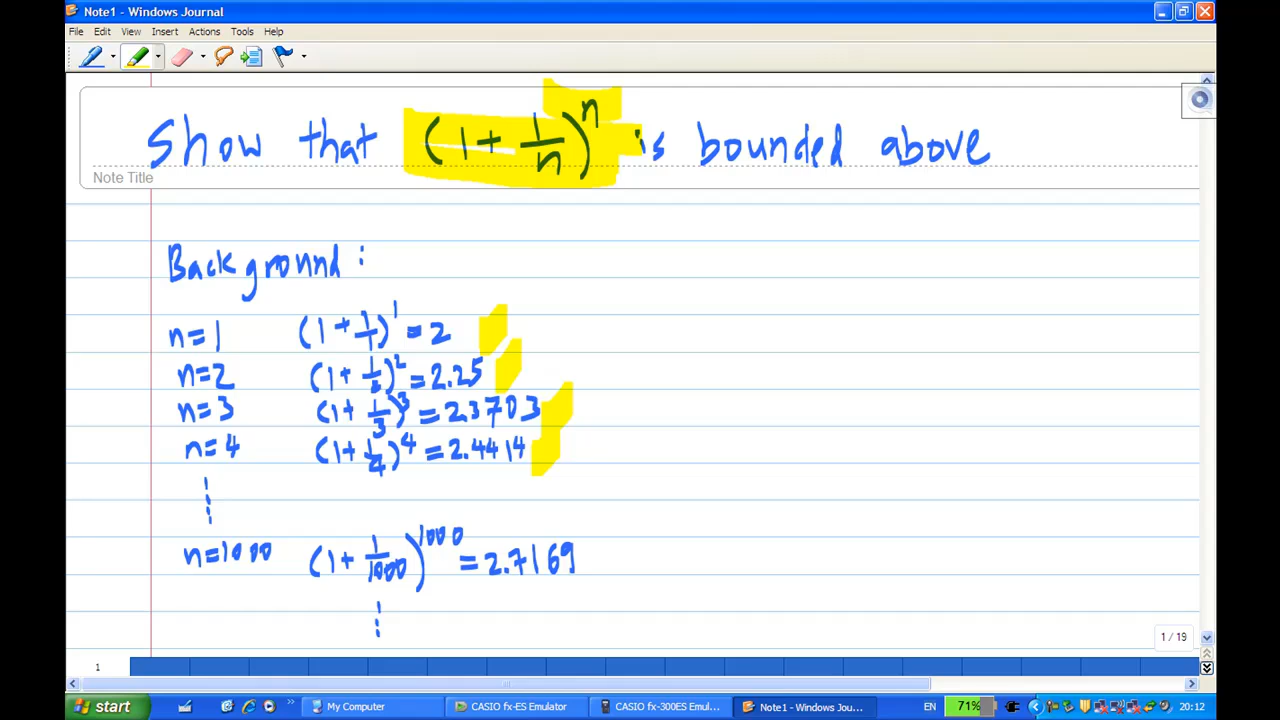 Note1 - Windows Journal
File Edit View Insert Actions Tools Help
Show that (1 + 1/n)^n is bounded above
Note Title
Background:
n=1 (1 + 1/1)^1 = 2
n=2 (1 + 1/2)^2 = 2.25
n=3 (1 + 1/3)^3 = 2.3703
n=4 (1 + 1/4)^4 = 2.4414
n=1000 (1 + 1/1000)^1000 = 2.7169
1 / 19
1
start My Computer CASIO fx-ES Emulator CASIO fx-300ES Emul... Note1 - Windows Jou... EN 71% 20:12